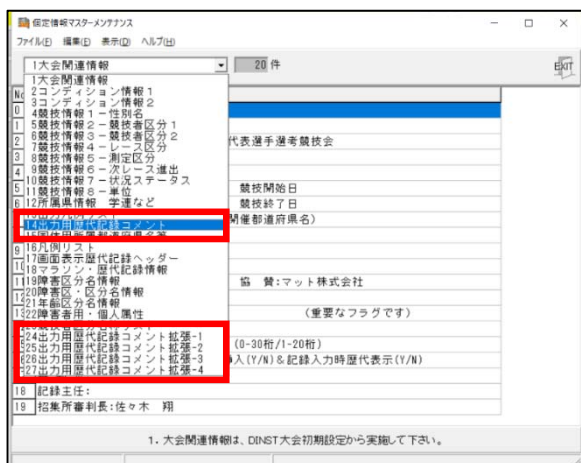 個定情報マスターメンテナンス
ファイル(F) 編集(E) 表示(D) ヘルプ(H)
1大会関連情報 20 件 EXIT
1大会関連情報
2コンディション情報1
3コンディション情報2
4競技情報1-性別名
5競技情報2-競技者区分1
6競技情報3-競技者区分2
7競技情報4-レース区分
8競技情報5-測定区分
9競技情報6-次レース進出
10競技情報7-状況ステータス
11競技情報8-単位
12所属県情報 学連など
14出力用歴代記録コメント
16凡例リスト
17画面表示歴代記録ヘッダー
18マラソン・歴代記録情報
19障害区分名情報
20障害区・区分名情報
21年齢区分名情報
22障害者用・個人属性
24出力用歴代記録コメント拡張-1
25出力用歴代記録コメント拡張-2
26出力用歴代記録コメント拡張-3
27出力用歴代記録コメント拡張-4
No
0
1
2 代表選手選考競技会
3
4
5 競技開始日
6 競技終了日
開催都道府県名)
9
協 賛:マット株式会社
(重要なフラグです)
(0-30桁/1-20桁)
入(Y/N)&記録入力時歴代表示(Y/N)
18 記録主任:
19 招集所審判長:佐々木 翔
1.大会関連情報は、DINST大会初期設定から実施して下さい。